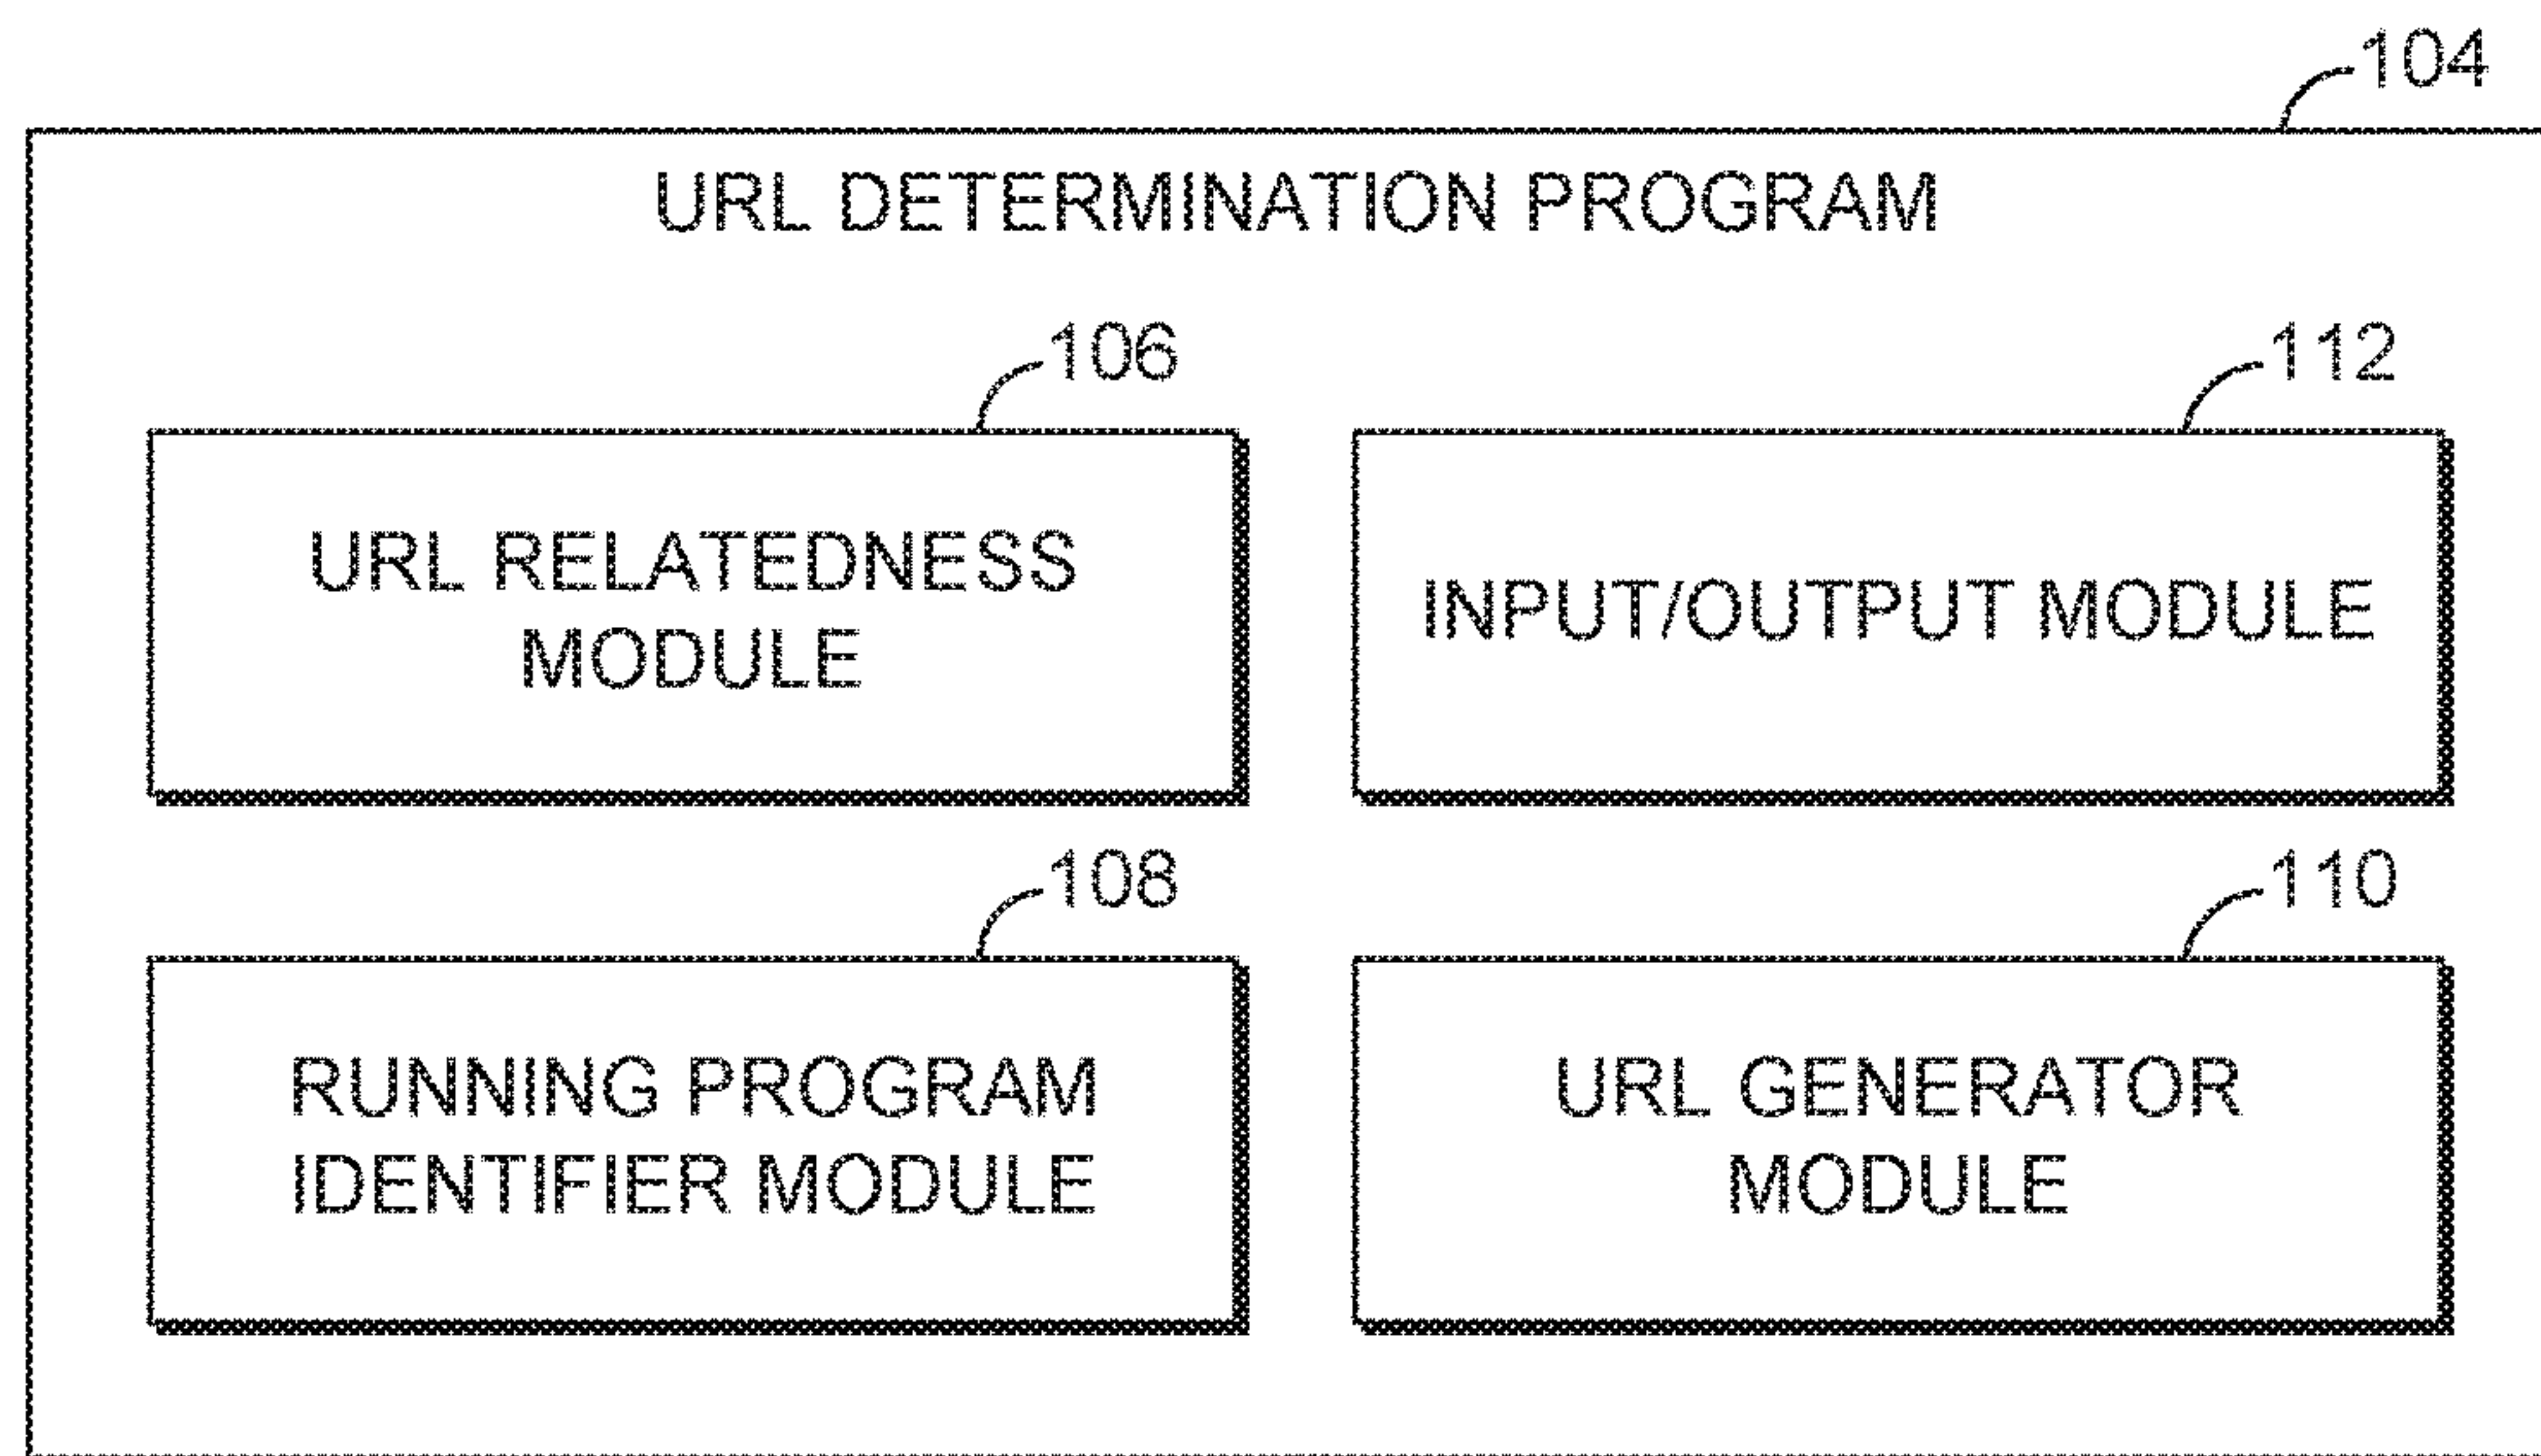 104
URL DETERMINATION PROGRAM
106
URL RELATEDNESS
MODULE
112
INPUT/OUTPUT MODULE
108
RUNNING PROGRAM
IDENTIFIER MODULE
110
URL GENERATOR
MODULE